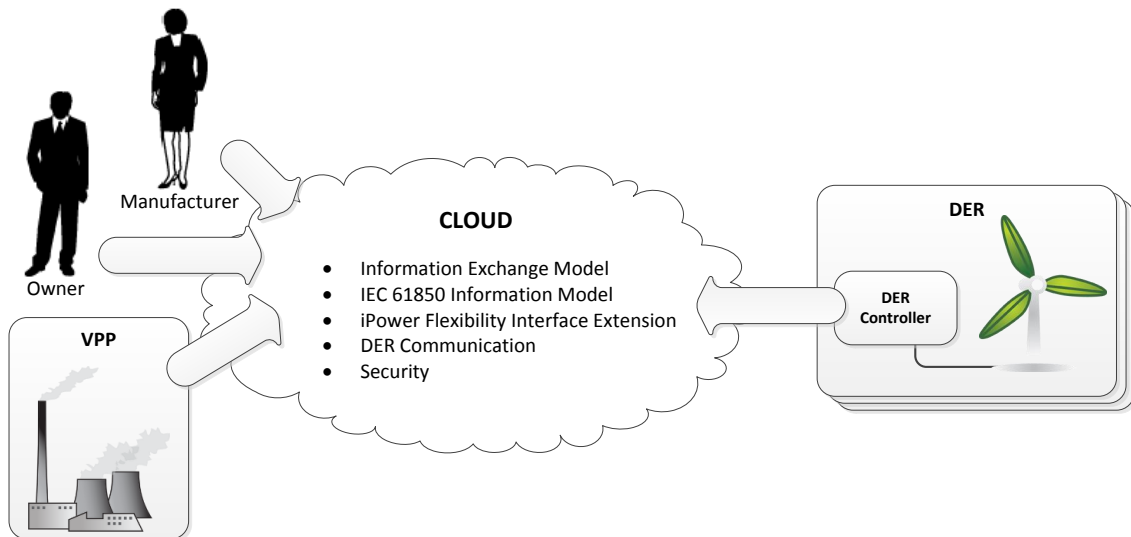 Manufacturer
Owner
VPP
CLOUD
• Information Exchange Model
• IEC 61850 Information Model
• iPower Flexibility Interface Extension
• DER Communication
• Security
DER
DER
Controller